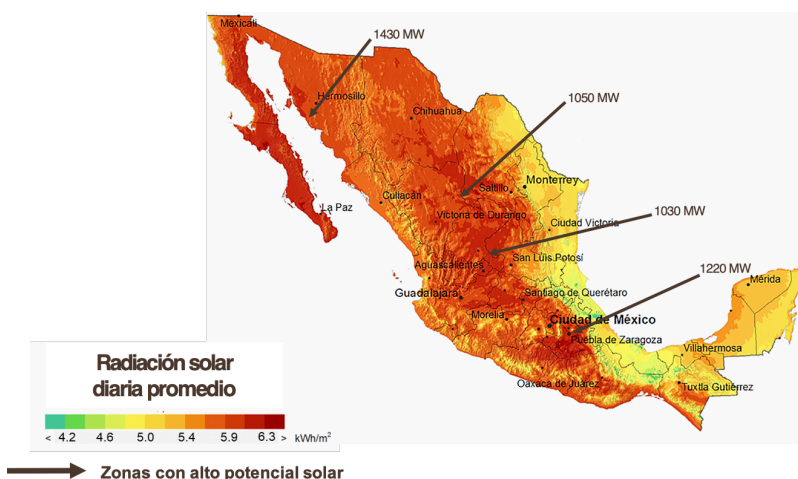 1430 MW
Mexicali
1050 MW
Hermosillo
Chihuahua
Monterrey
Saltillo
Culiacán
La Paz
1030 MW
Victoria de Durango
Ciudad Victoria
San Luis Potosí
Aguascalientes
1220 MW
Mérida
Guadalajara
Santiago de Querétaro
Morelia
Ciudad de México
Puebla de Zaragoza
Villahermosa
Oaxaca de Juárez
Tuxtla Gutiérrez
Radiación solar
diaria promedio
< 4.2 4.6 5.0 5.4 5.9 6.3 > kWh/m²
Zonas con alto potencial solar